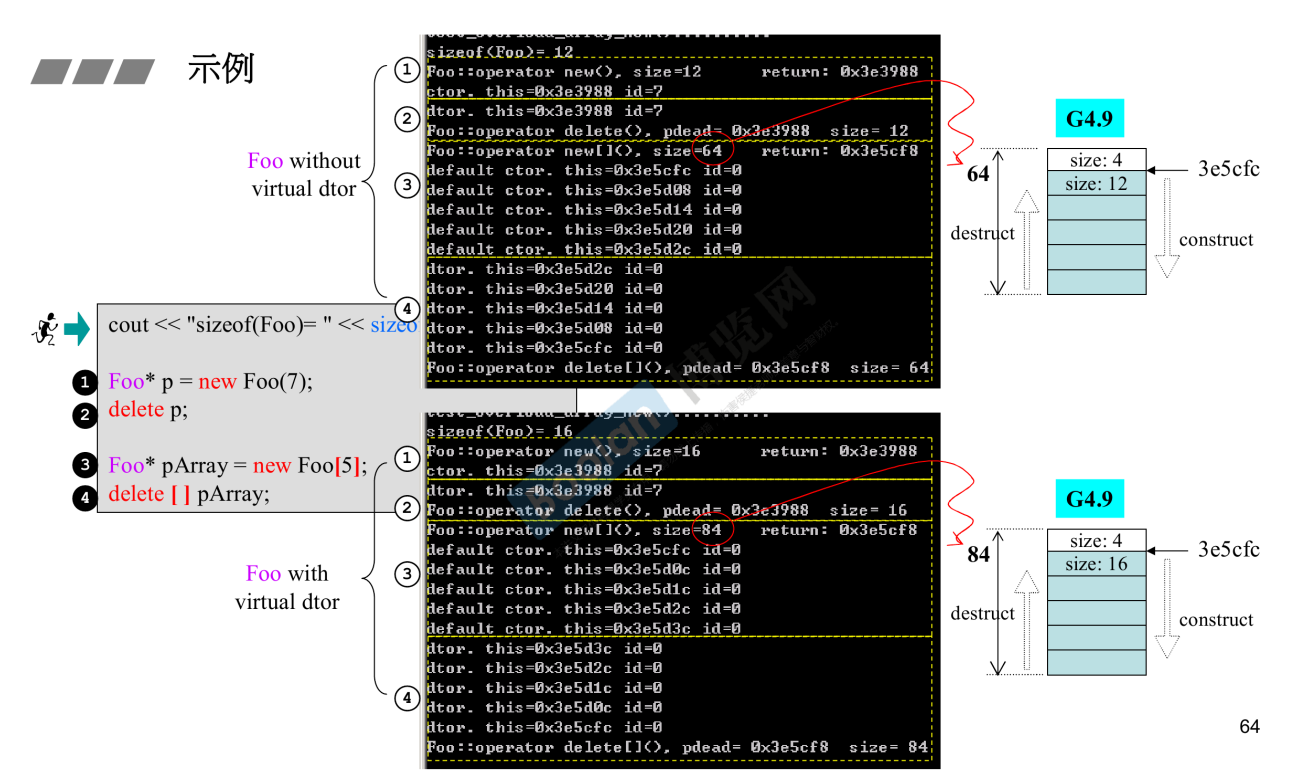 示例
Foo without
virtual dtor
cout << "sizeof(Foo)= " << sizeo
1 Foo* p = new Foo(7);
2 delete p;
3 Foo* pArray = new Foo[5];
4 delete [ ] pArray;
Foo with
virtual dtor
test_overload_array_new()..........
sizeof(Foo)= 12
1
Foo::operator new(), size=12 return: 0x3e3988
ctor. this=0x3e3988 id=7
2
dtor. this=0x3e3988 id=7
Foo::operator delete(), pdead= 0x3e3988 size= 12
3
Foo::operator new[](), size=64 return: 0x3e5cf8
default ctor. this=0x3e5cfc id=0
default ctor. this=0x3e5d08 id=0
default ctor. this=0x3e5d14 id=0
default ctor. this=0x3e5d20 id=0
default ctor. this=0x3e5d2c id=0
4
dtor. this=0x3e5d2c id=0
dtor. this=0x3e5d20 id=0
dtor. this=0x3e5d14 id=0
dtor. this=0x3e5d08 id=0
dtor. this=0x3e5cfc id=0
Foo::operator delete[](), pdead= 0x3e5cf8 size= 64
test_overload_array_new()..........
sizeof(Foo)= 16
1
Foo::operator new(), size=16 return: 0x3e3988
ctor. this=0x3e3988 id=7
2
dtor. this=0x3e3988 id=7
Foo::operator delete(), pdead= 0x3e3988 size= 16
3
Foo::operator new[](), size=84 return: 0x3e5cf8
default ctor. this=0x3e5cfc id=0
default ctor. this=0x3e5d0c id=0
default ctor. this=0x3e5d1c id=0
default ctor. this=0x3e5d2c id=0
default ctor. this=0x3e5d3c id=0
4
dtor. this=0x3e5d3c id=0
dtor. this=0x3e5d2c id=0
dtor. this=0x3e5d1c id=0
dtor. this=0x3e5d0c id=0
dtor. this=0x3e5cfc id=0
Foo::operator delete[](), pdead= 0x3e5cf8 size= 84
G4.9
64
size: 4
3e5cfc
size: 12
destruct
construct
G4.9
84
size: 4
3e5cfc
size: 16
destruct
construct
boolan
博览网
64